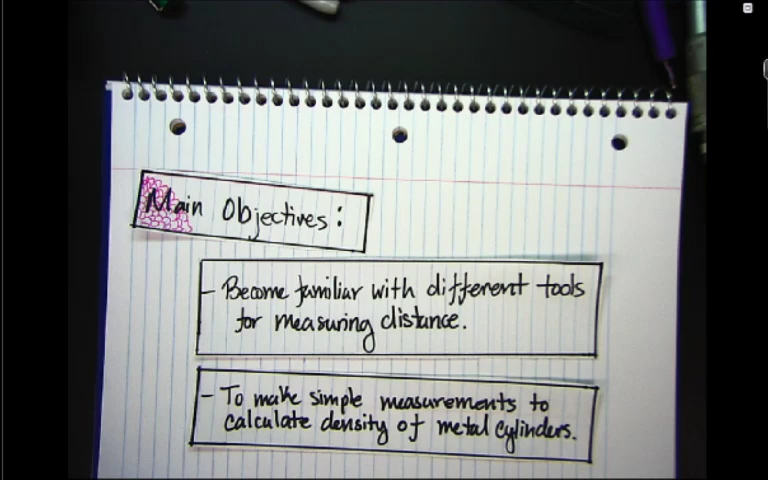 Main Objectives:
- Become familiar with different tools
for measuring distance.
- To make simple measurements to
calculate density of metal cylinders.